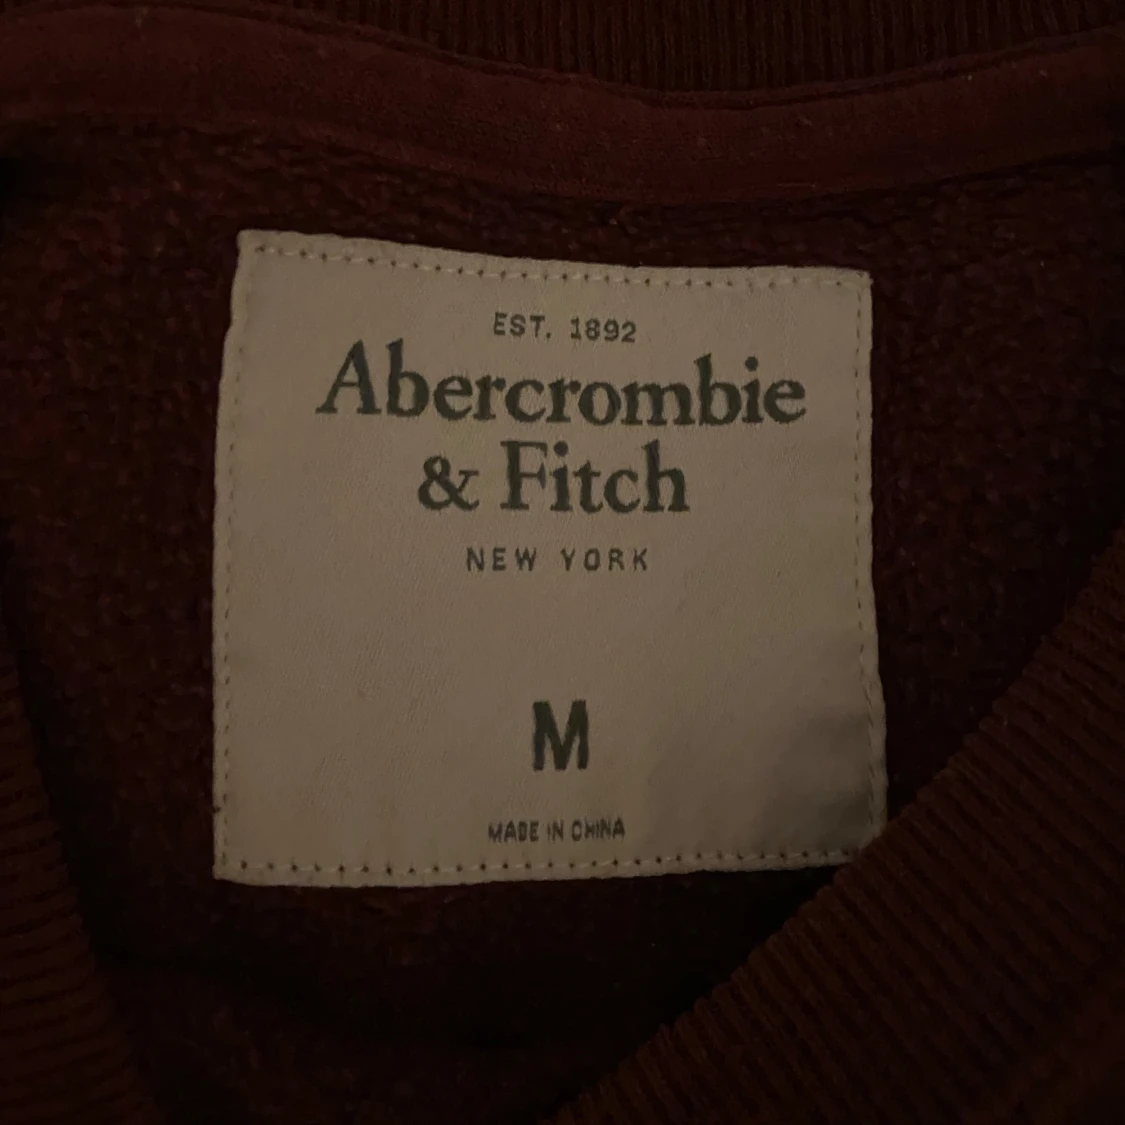 EST. 1892
Abercrombie
& Fitch
NEW YORK
M
MADE IN CHINA